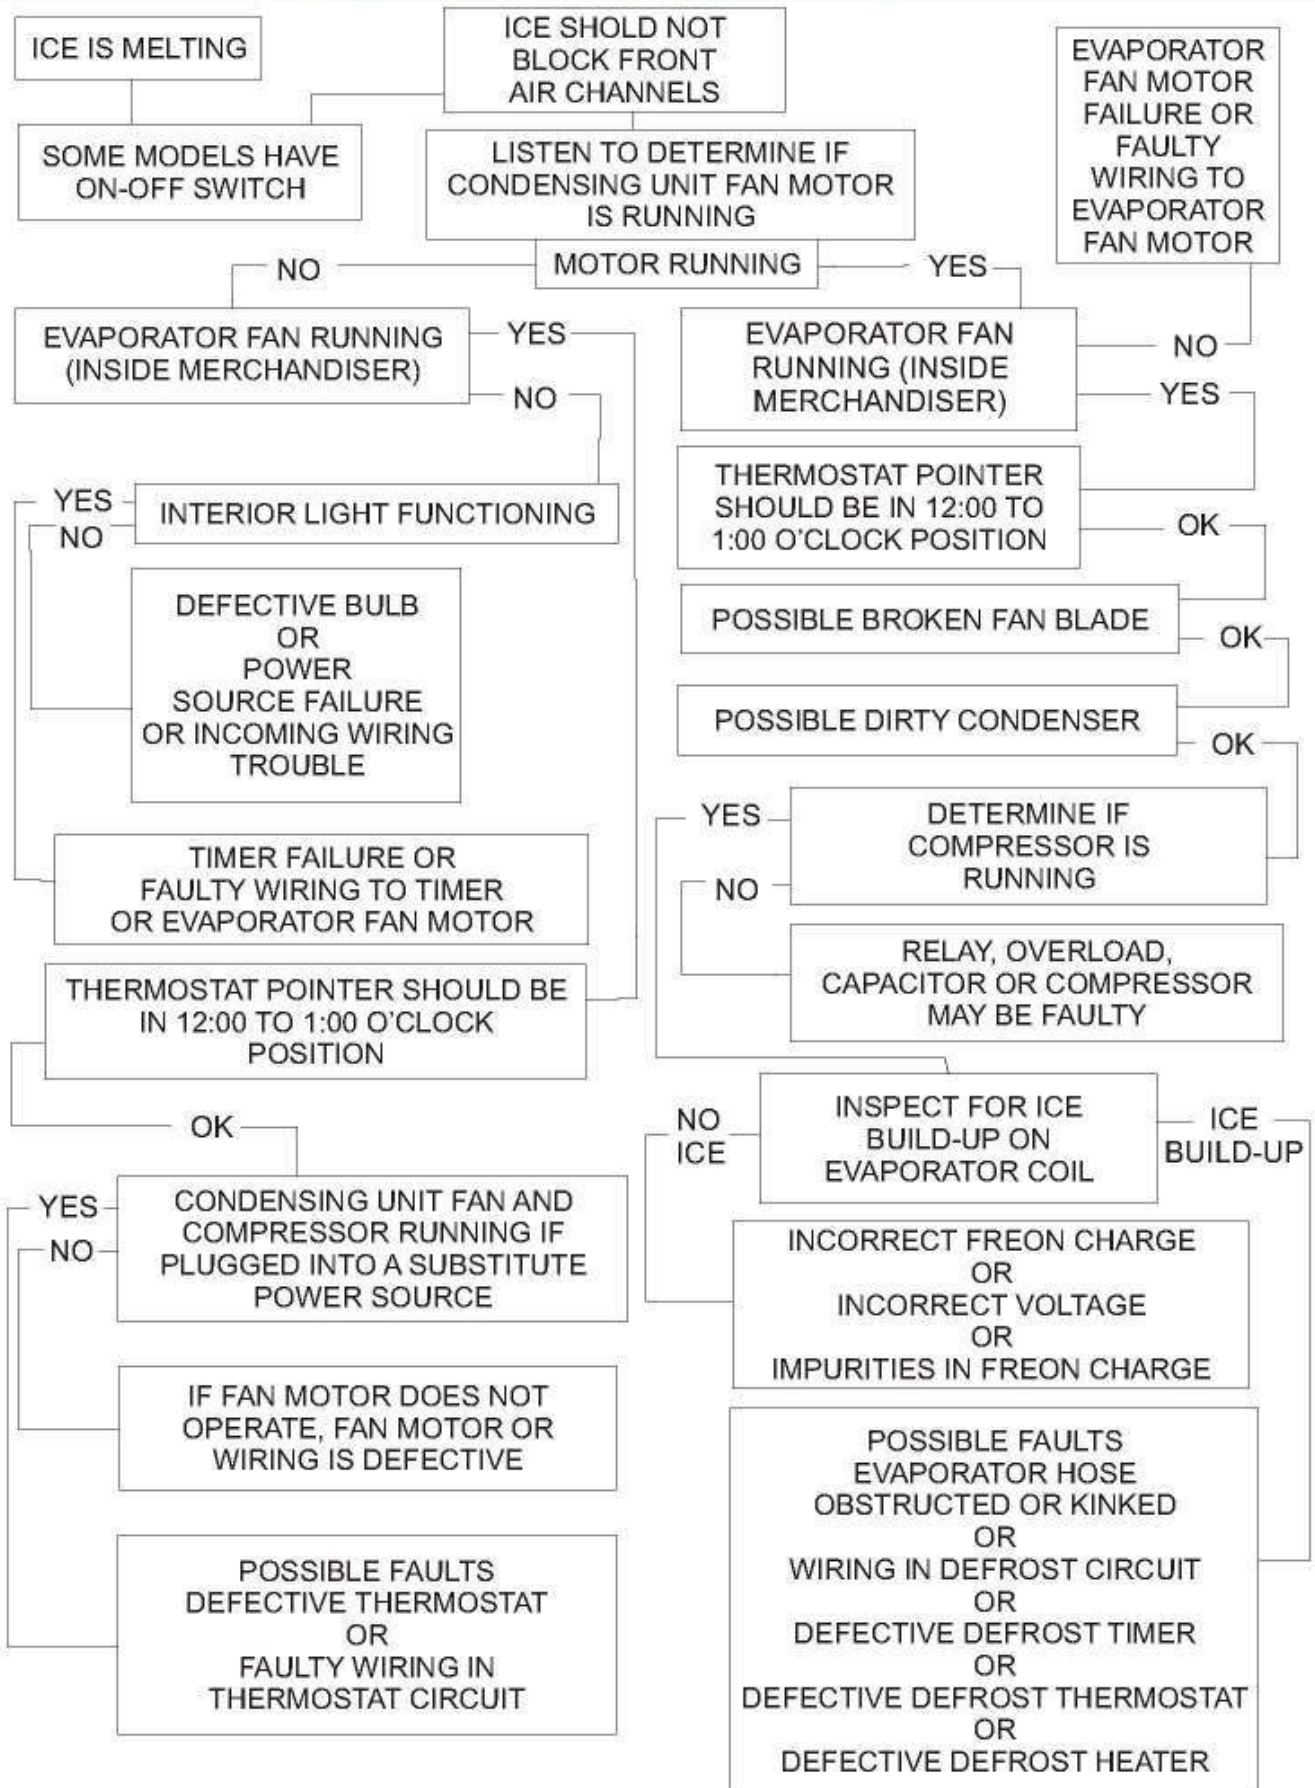 ICE IS MELTING
SOME MODELS HAVE
ON-OFF SWITCH
ICE SHOLD NOT
BLOCK FRONT
AIR CHANNELS
LISTEN TO DETERMINE IF
CONDENSING UNIT FAN MOTOR
IS RUNNING
MOTOR RUNNING
NO
YES
EVAPORATOR FAN RUNNING
(INSIDE MERCHANDISER)
YES
NO
INTERIOR LIGHT FUNCTIONING
YES
NO
DEFECTIVE BULB
OR
POWER
SOURCE FAILURE
OR INCOMING WIRING
TROUBLE
TIMER FAILURE OR
FAULTY WIRING TO TIMER
OR EVAPORATOR FAN MOTOR
THERMOSTAT POINTER SHOULD BE
IN 12:00 TO 1:00 O'CLOCK
POSITION
OK
CONDENSING UNIT FAN AND
COMPRESSOR RUNNING IF
PLUGGED INTO A SUBSTITUTE
POWER SOURCE
YES
NO
IF FAN MOTOR DOES NOT
OPERATE, FAN MOTOR OR
WIRING IS DEFECTIVE
POSSIBLE FAULTS
DEFECTIVE THERMOSTAT
OR
FAULTY WIRING IN
THERMOSTAT CIRCUIT
EVAPORATOR
FAN MOTOR
FAILURE OR
FAULTY
WIRING TO
EVAPORATOR
FAN MOTOR
EVAPORATOR FAN
RUNNING (INSIDE
MERCHANDISER)
NO
YES
THERMOSTAT POINTER
SHOULD BE IN 12:00 TO
1:00 O'CLOCK POSITION
OK
POSSIBLE BROKEN FAN BLADE
OK
POSSIBLE DIRTY CONDENSER
OK
DETERMINE IF
COMPRESSOR IS
RUNNING
YES
NO
RELAY, OVERLOAD,
CAPACITOR OR COMPRESSOR
MAY BE FAULTY
INSPECT FOR ICE
BUILD-UP ON
EVAPORATOR COIL
NO
ICE
ICE
BUILD-UP
INCORRECT FREON CHARGE
OR
INCORRECT VOLTAGE
OR
IMPURITIES IN FREON CHARGE
POSSIBLE FAULTS
EVAPORATOR HOSE
OBSTRUCTED OR KINKED
OR
WIRING IN DEFROST CIRCUIT
OR
DEFECTIVE DEFROST TIMER
OR
DEFECTIVE DEFROST THERMOSTAT
OR
DEFECTIVE DEFROST HEATER